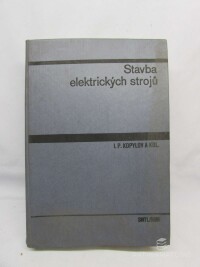 Stavba
elektrických strojů
I. P. KOPYLOV A KOL.
SNTL/ALFA